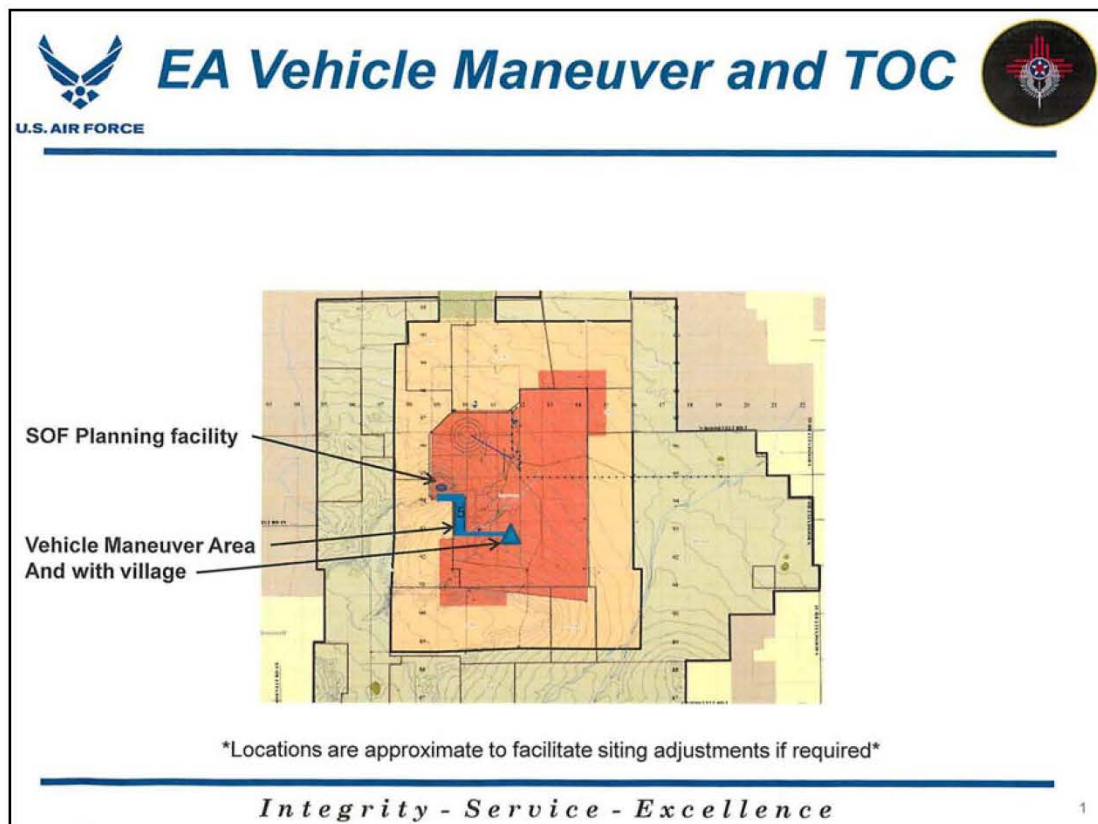 EA Vehicle Maneuver and TOC
U.S. AIR FORCE
SOF Planning facility
Vehicle Maneuver Area
And with village
*Locations are approximate to facilitate siting adjustments if required*
Integrity - Service - Excellence
1